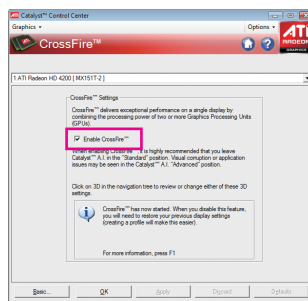 Catalyst™ Control Center
Graphics ▾
Options ▾
CrossFire™
ATI
RADEON
GRAPHICS
1.ATI Radeon HD 4200 [ MX151T-2 ]
CrossFire™ Settings
CrossFire™ delivers exceptional performance on a single display by
combining the processing power of two or more Graphics Processing Units
(GPUs).
Enable CrossFire™
When enabling CrossFire™, it is highly recommended that you leave
Catalyst™ A.I. in the "Standard" position. Visual corruption or application
issues may be seen in the Catalyst™ A.I. "Advanced" position.
Click on 3D in the navigation tree to review or change either of these 3D
settings.
CrossFire™ has now started. When you disable this feature,
you will need to restore your previous display settings
(creating a profile will make this easier).
For more information, press F1
Basic... OK Apply Discard Defaults